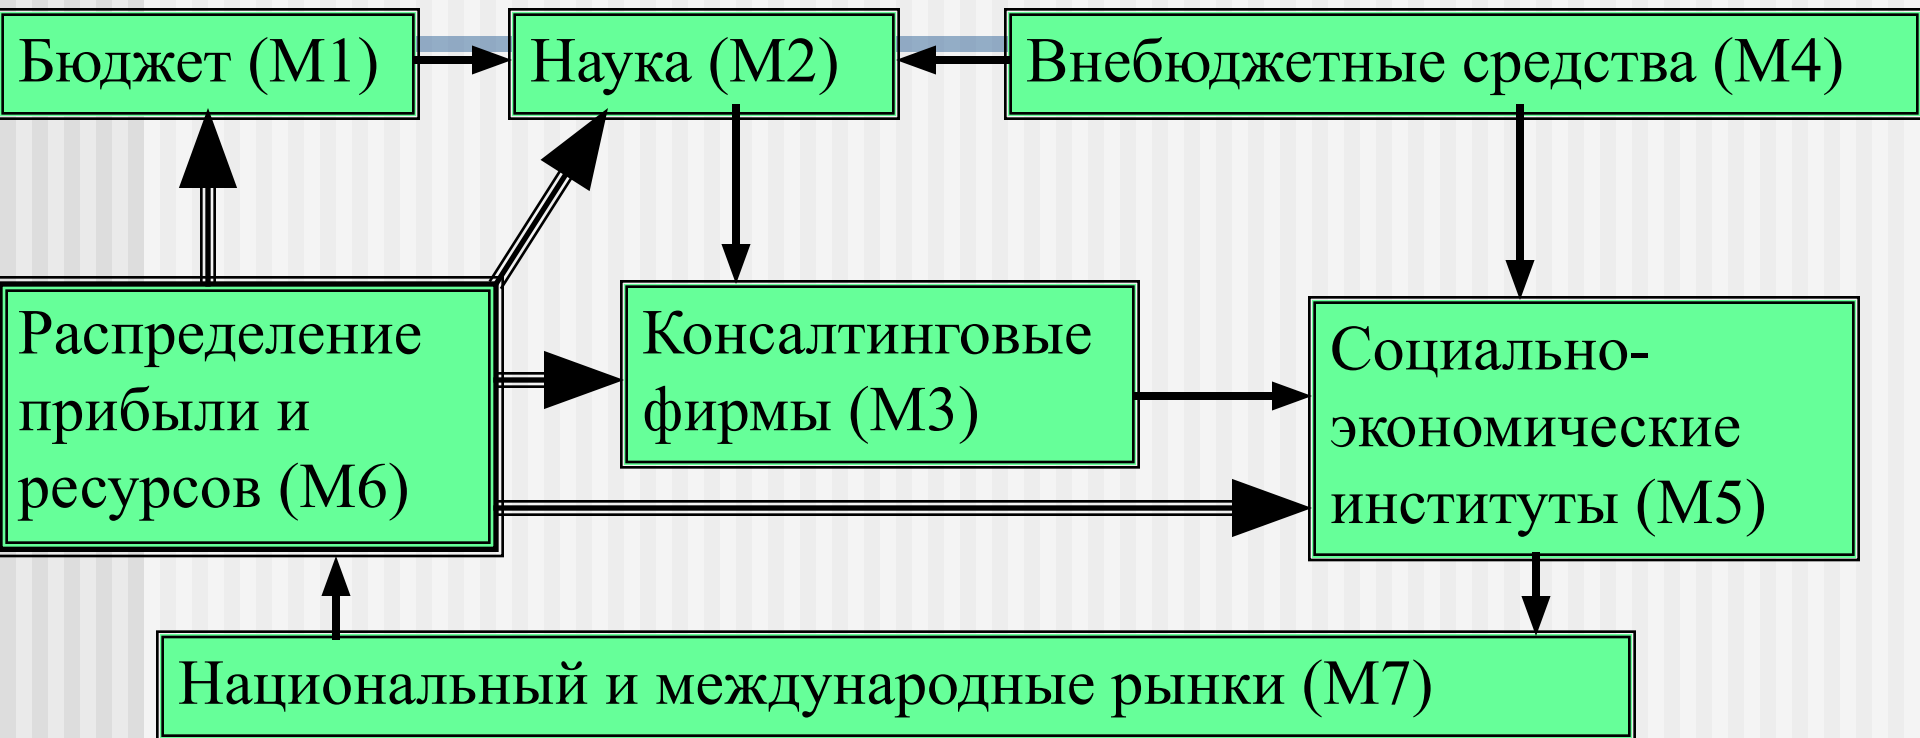 Бюджет (М1)
Наука (М2)
Внебюджетные средства (М4)
Распределение
прибыли и
ресурсов (М6)
Консалтинговые
фирмы (М3)
Социально-
экономические
институты (М5)
Национальный и международные рынки (М7)